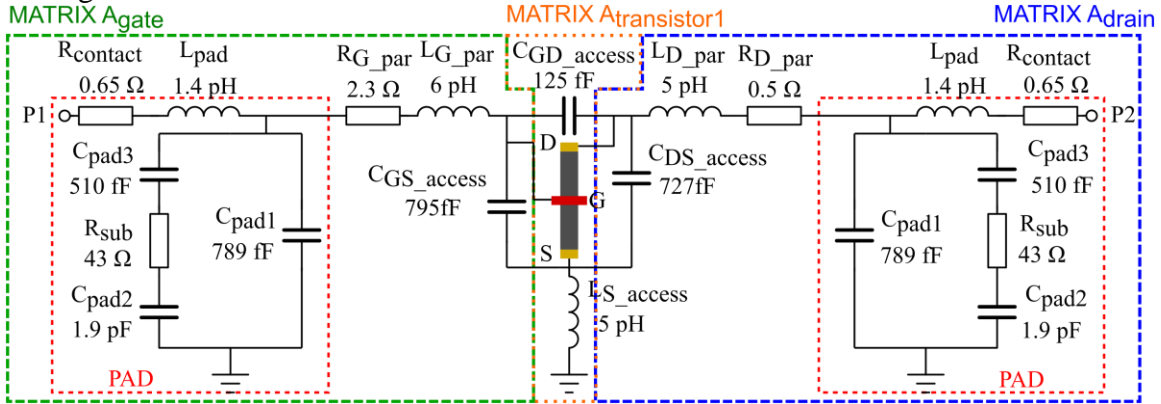 MATRIX Agate
MATRIX Atransistor1
MATRIX Adrain
Rcontact
0.65 Ω
Lpad
1.4 pH
RG_par
2.3 Ω
LG_par
6 pH
CGD_access
125 fF
LD_par
5 pH
RD_par
0.5 Ω
Lpad
1.4 pH
Rcontact
0.65 Ω
P1
P2
Cpad3
510 fF
Rsub
43 Ω
Cpad2
1.9 pF
Cpad1
789 fF
PAD
CGS_access
795fF
D
G
S
CDS_access
727fF
LS_access
5 pH
Cpad1
789 fF
Cpad3
510 fF
Rsub
43 Ω
Cpad2
1.9 pF
PAD